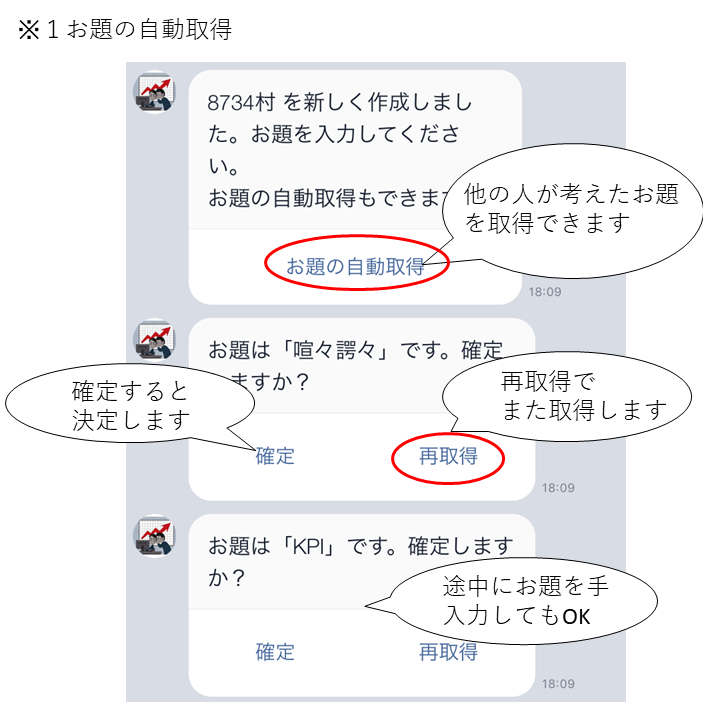 ※１お題の自動取得
8734村 を新しく作成しまし
た。お題を入力してくださ
い。
お題の自動取得もできます
他の人が考えたお題
を取得できます
お題の自動取得
18:09
お題は「喧々諤々」です。確定
ますか？
確定すると
決定します
再取得で
また取得します
確定
再取得
18:09
お題は「KPI」です。確定します
か？
途中にお題を手
入力してもOK
確定
再取得
18:09